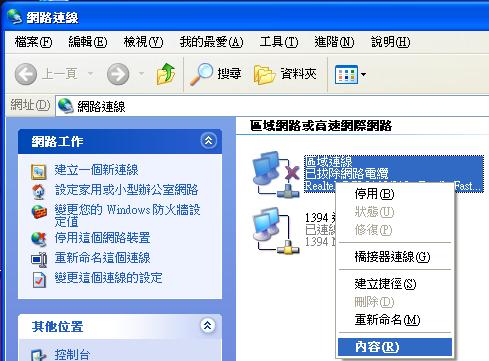 網路連線
檔案(F) 編輯(E) 檢視(V) 我的最愛(A) 工具(T) 進階(N) 說明(H)
上一頁 搜尋 資料夾
網址(D) 網路連線
網路工作
建立一個新連線
設定家用或小型辦公室網路
變更您的 Windows 防火牆設定值
停用這個網路裝置
重新命名這個連線
變更這個連線的設定
其他位置
控制台
區域網路或高速網際網路
區域連線
已拔除網路電纜
Fast...
1394
已連線
1394
停用(B)
狀態(U)
修復(P)
橋接器連線(G)
建立捷徑(S)
刪除(D)
重新命名(M)
內容(R)